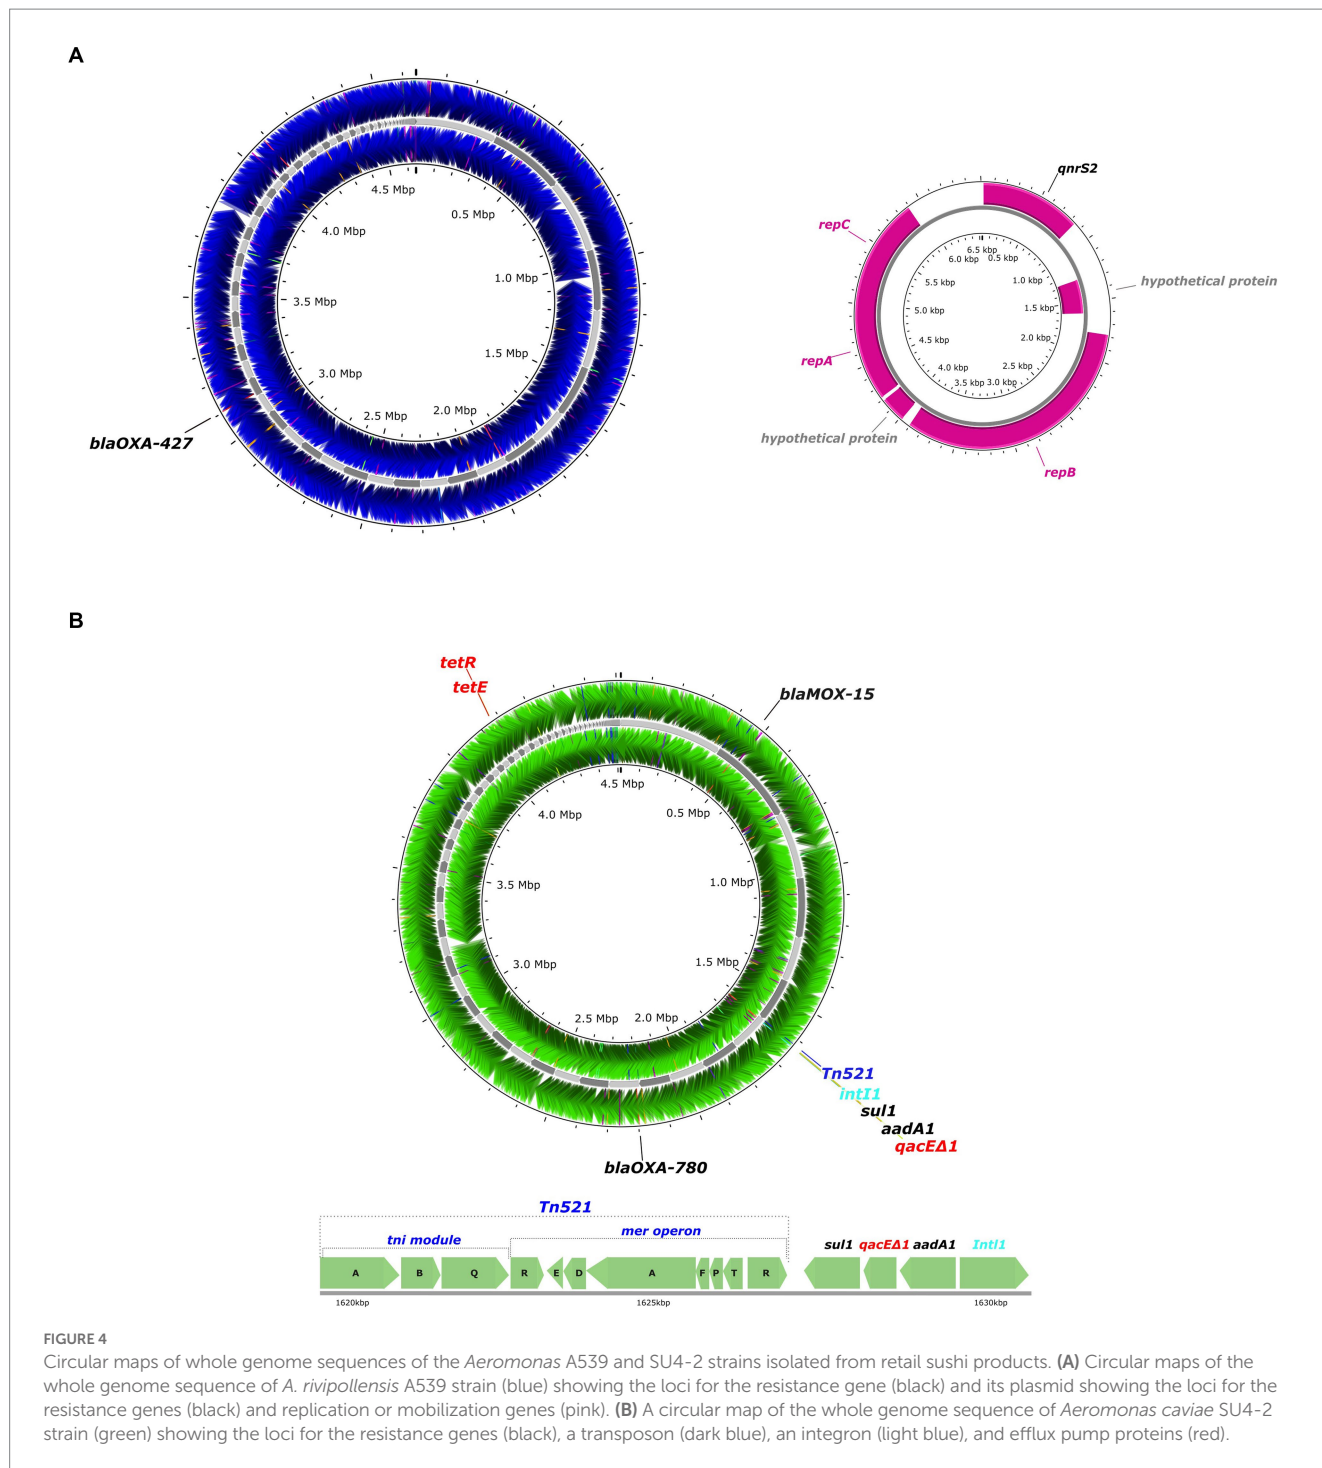 A
4.5 Mbp
0.5 Mbp
1.0 Mbp
1.5 Mbp
2.0 Mbp
2.5 Mbp
3.0 Mbp
3.5 Mbp
4.0 Mbp
blaOXA-427
qnrS2
hypothetical protein
repB
hypothetical protein
repA
repC
6.5 kbp
0.5 kbp
1.0 kbp
1.5 kbp
2.0 kbp
2.5 kbp
3.0 kbp
3.5 kbp
4.0 kbp
4.5 kbp
5.0 kbp
5.5 kbp
6.0 kbp
B
tetR
tetE
blaMOX-15
4.5 Mbp
0.5 Mbp
1.0 Mbp
1.5 Mbp
2.0 Mbp
2.5 Mbp
3.0 Mbp
3.5 Mbp
4.0 Mbp
Tn521
intI1
sul1
aadA1
qacEΔ1
blaOXA-780
Tn521
tni module
mer operon
sul1 qacEΔ1 aadA1 IntI1
A B Q R E D A F P T R
1620kbp 1625kbp 1630kbp
FIGURE 4
Circular maps of whole genome sequences of the Aeromonas A539 and SU4-2 strains isolated from retail sushi products. (A) Circular maps of the
whole genome sequence of A. rivipollensis A539 strain (blue) showing the loci for the resistance gene (black) and its plasmid showing the loci for the
resistance genes (black) and replication or mobilization genes (pink). (B) A circular map of the whole genome sequence of Aeromonas caviae SU4-2
strain (green) showing the loci for the resistance genes (black), a transposon (dark blue), an integron (light blue), and efflux pump proteins (red).